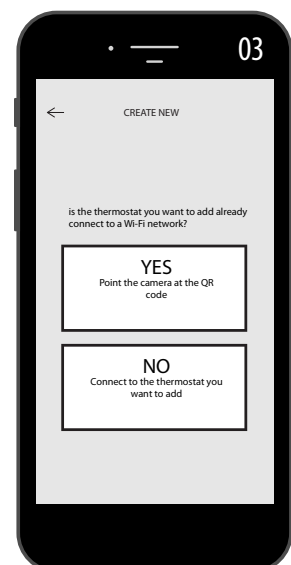 03
CREATE NEW
is the thermostat you want to add already
connect to a Wi-Fi network?
YES
Point the camera at the QR
code
NO
Connect to the thermostat you
want to add